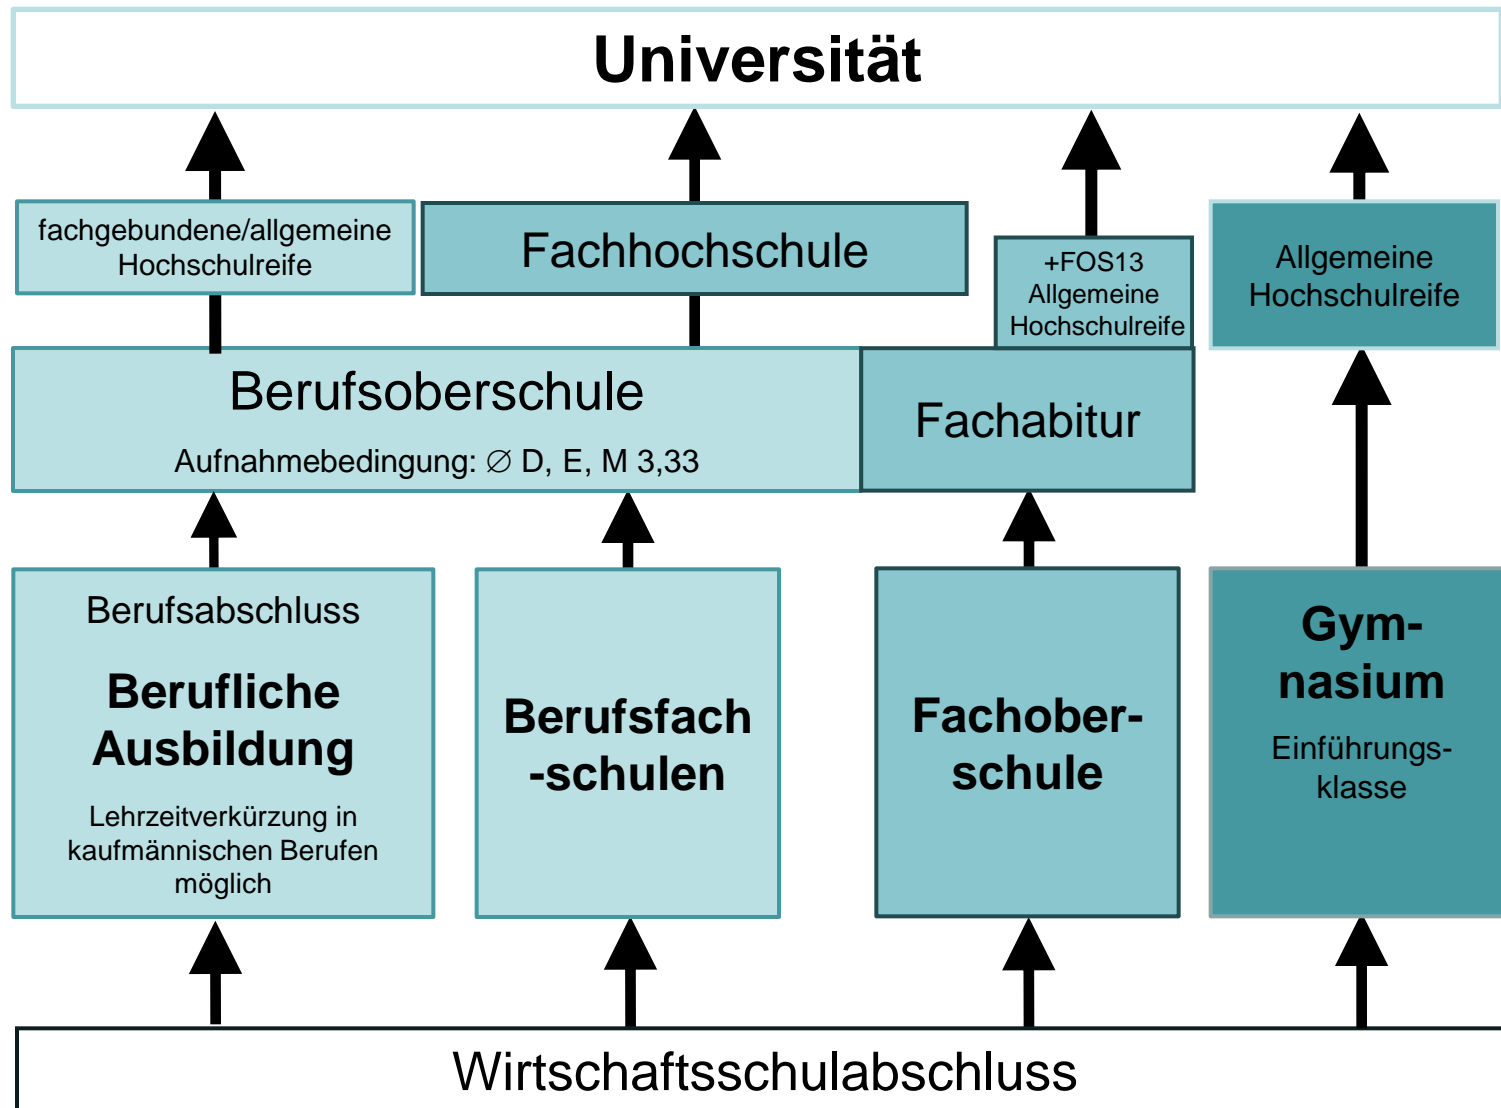 Universität
fachgebundene/allgemeine
Hochschulreife
Fachhochschule
+FOS13
Allgemeine
Hochschulreife
Allgemeine
Hochschulreife
Berufsoberschule
Aufnahmebedingung: ∅ D, E, M 3,33
Fachabitur
Berufsabschluss
Berufliche
Ausbildung
Lehrzeitverkürzung in
kaufmännischen Berufen
möglich
Berufsfach
-schulen
Fachober-
schule
Gym-
nasium
Einführungs-
klasse
Wirtschaftsschulabschluss